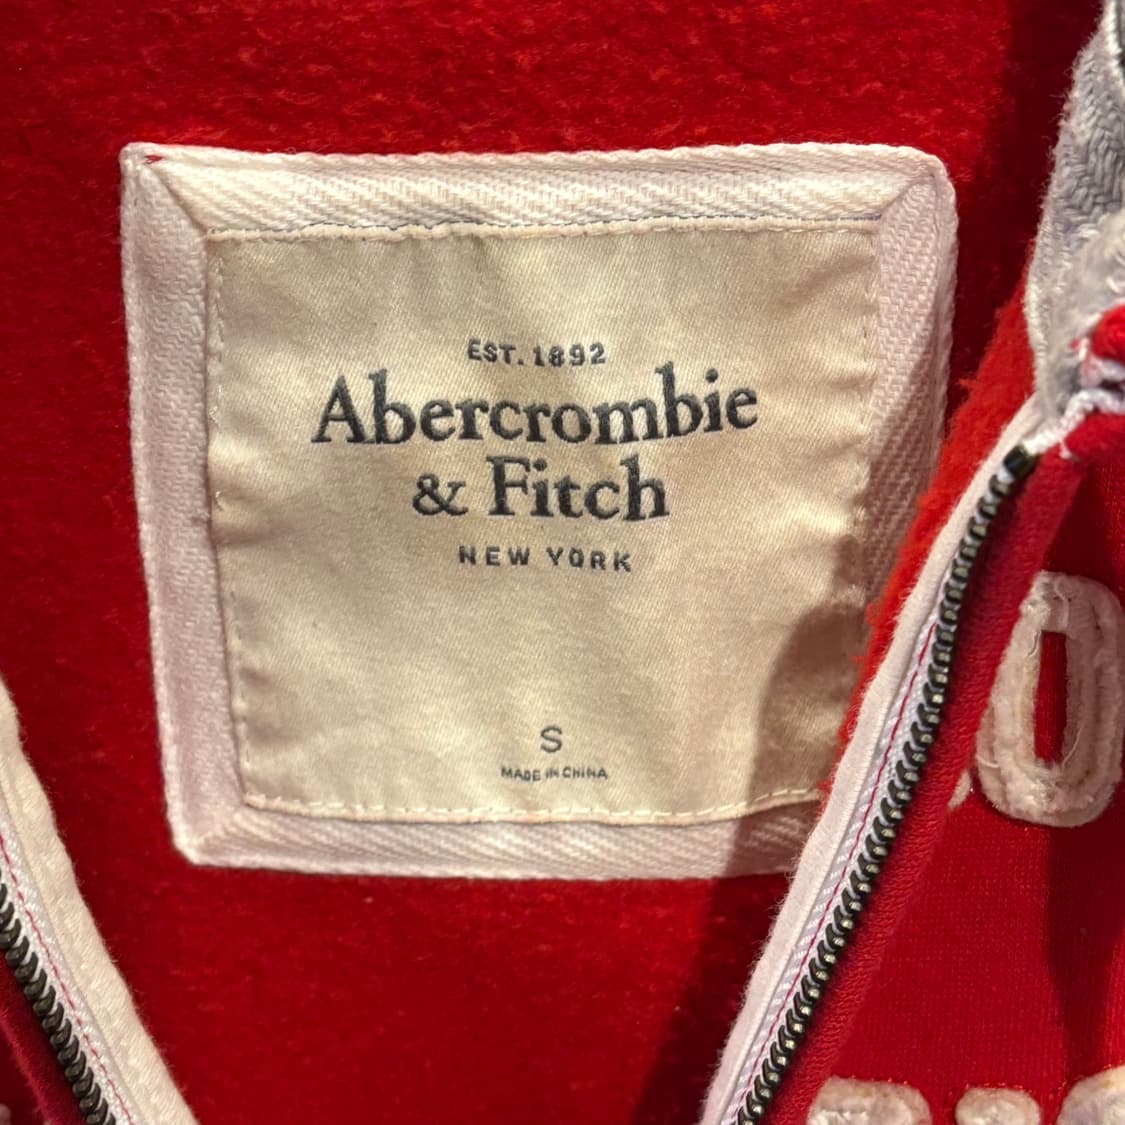 EST. 1892
Abercrombie
& Fitch
NEW YORK
S
MADE IN CHINA